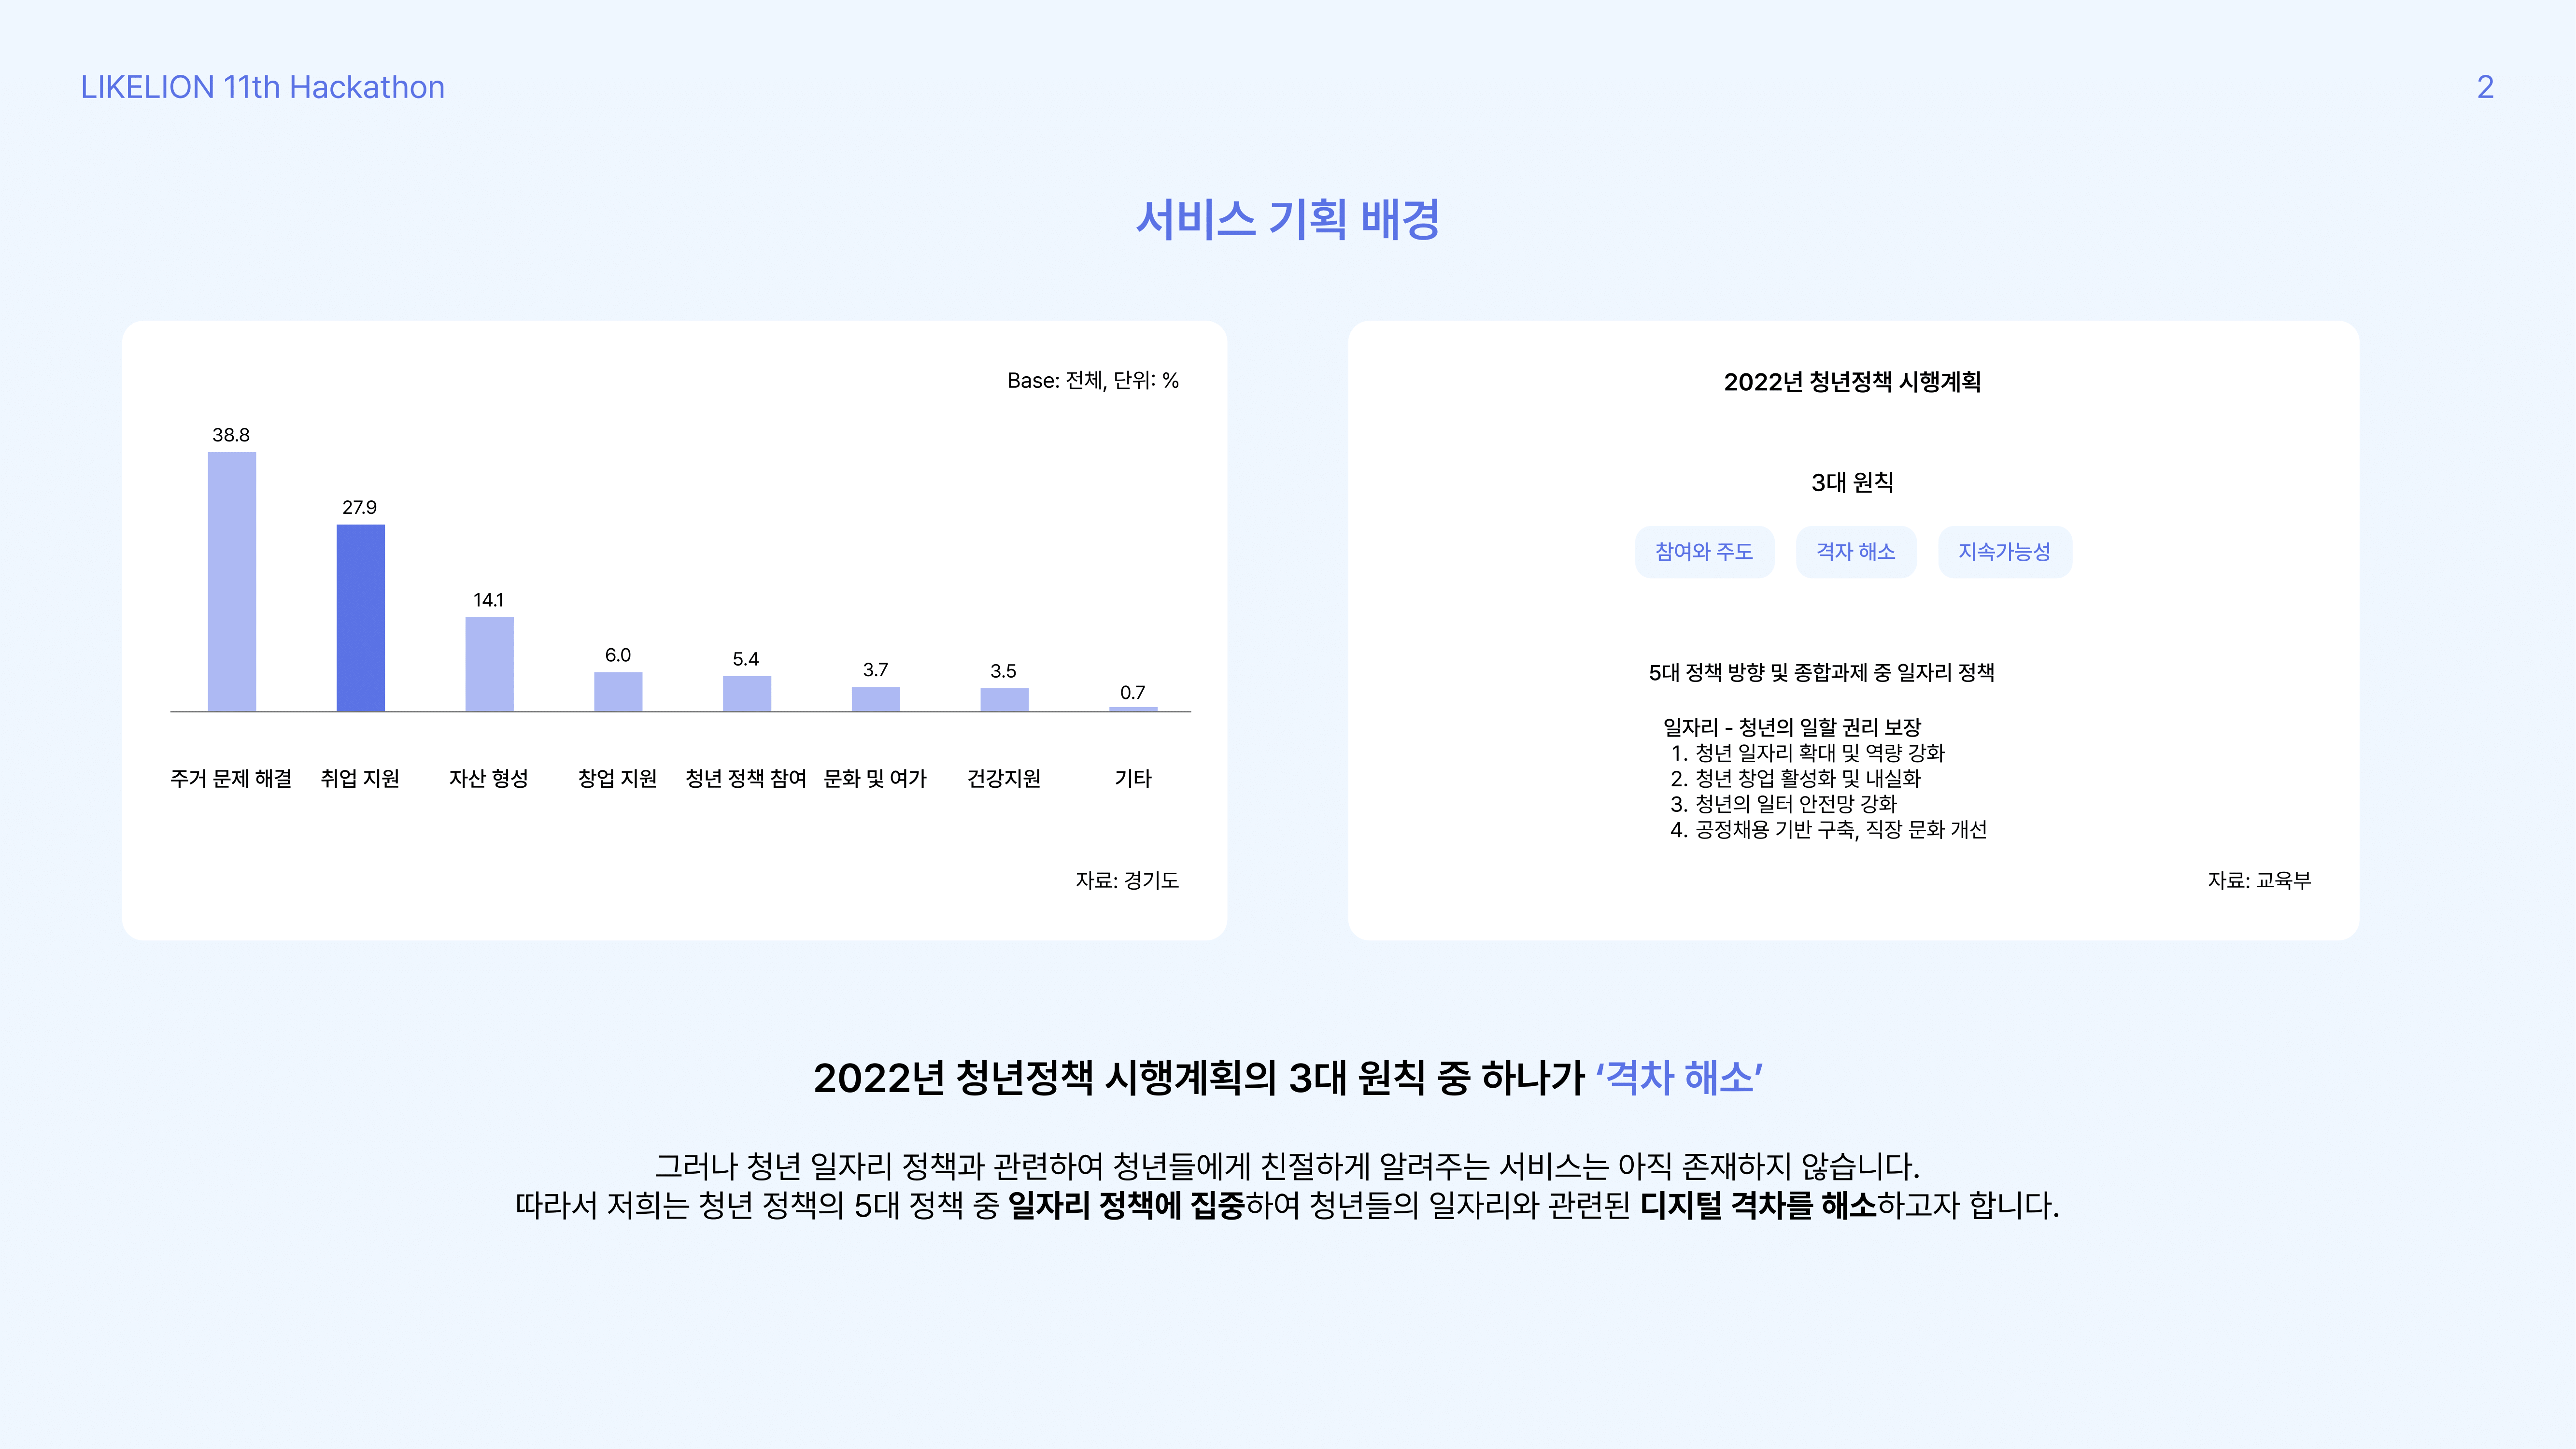 LIKELION 11th Hackathon
2
서비스 기획 배경
Base: 전체, 단위: %
38.8
27.9
14.1
6.0
5.4
3.7
3.5
0.7
주거 문제 해결
취업 지원
자산 형성
창업 지원
청년 정책 참여
문화 및 여가
건강지원
기타
자료: 경기도
2022년 청년정책 시행계획
3대 원칙
참여와 주도
격자 해소
지속가능성
5대 정책 방향 및 종합과제 중 일자리 정책
일자리 - 청년의 일할 권리 보장
1. 청년 일자리 확대 및 역량 강화
2. 청년 창업 활성화 및 내실화
3. 청년의 일터 안전망 강화
4. 공정채용 기반 구축, 직장 문화 개선
자료: 교육부
2022년 청년정책 시행계획의 3대 원칙 중 하나가 ‘격차 해소’
그러나 청년 일자리 정책과 관련하여 청년들에게 친절하게 알려주는 서비스는 아직 존재하지 않습니다.
따라서 저희는 청년 정책의 5대 정책 중 일자리 정책에 집중하여 청년들의 일자리와 관련된 디지털 격차를 해소하고자 합니다.